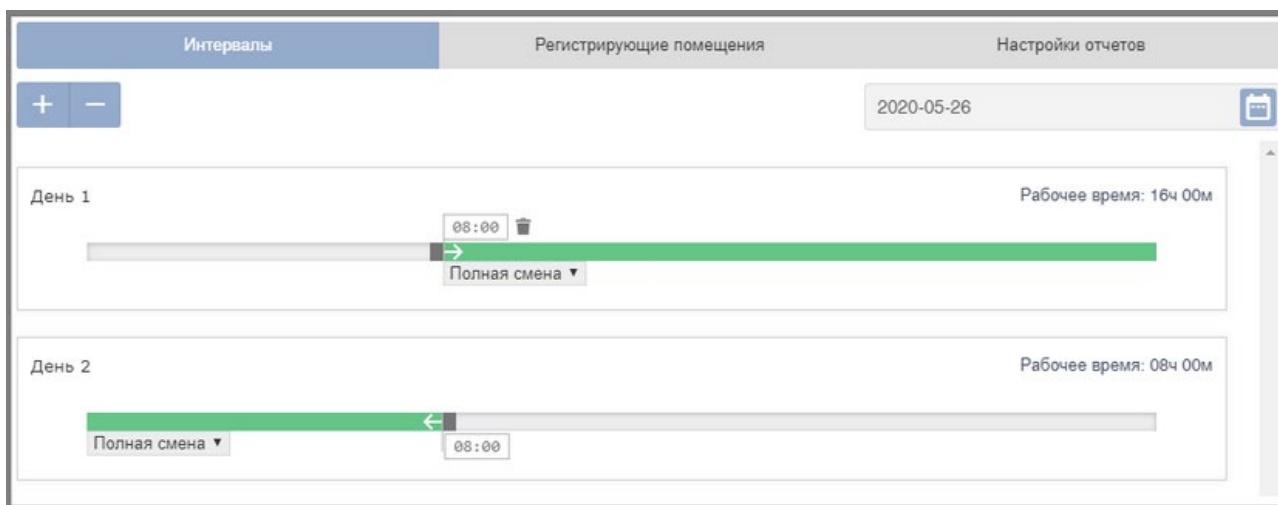 Интервалы Регистрирующие помещения Настройки отчетов
+ − 2020-05-26
День 1 Рабочее время: 16ч 00м
08:00
Полная смена
День 2 Рабочее время: 08ч 00м
Полная смена 08:00